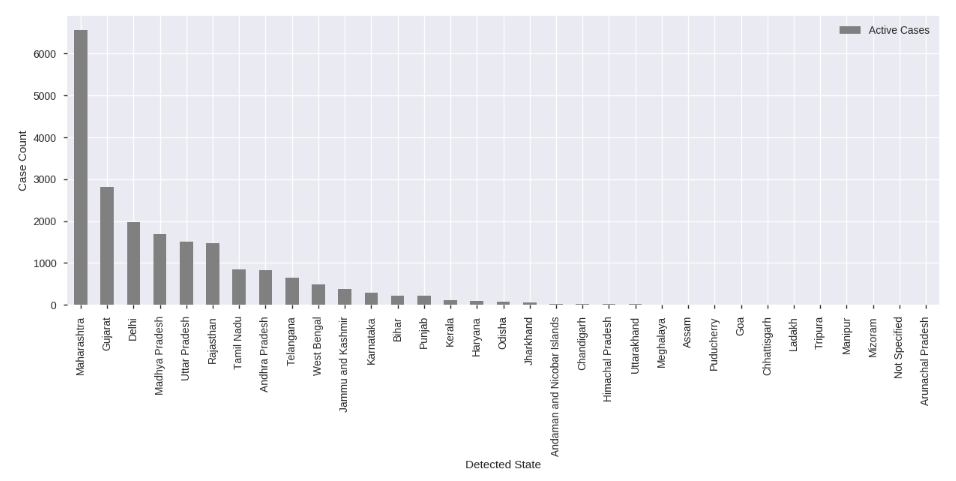 Active Cases
6000
5000
4000
3000
2000
1000
0
Case Count
Maharashtra
Gujarat
Delhi
Madhya Pradesh
Uttar Pradesh
Rajasthan
Tamil Nadu
Andhra Pradesh
Telangana
West Bengal
Jammu and Kashmir
Karnataka
Bihar
Punjab
Kerala
Haryana
Odisha
Jharkhand
Andaman and Nicobar Islands
Chandigarh
Himachal Pradesh
Uttarakhand
Meghalaya
Assam
Puducherry
Goa
Chhattisgarh
Ladakh
Tripura
Manipur
Mizoram
Not Specified
Arunachal Pradesh
Detected State